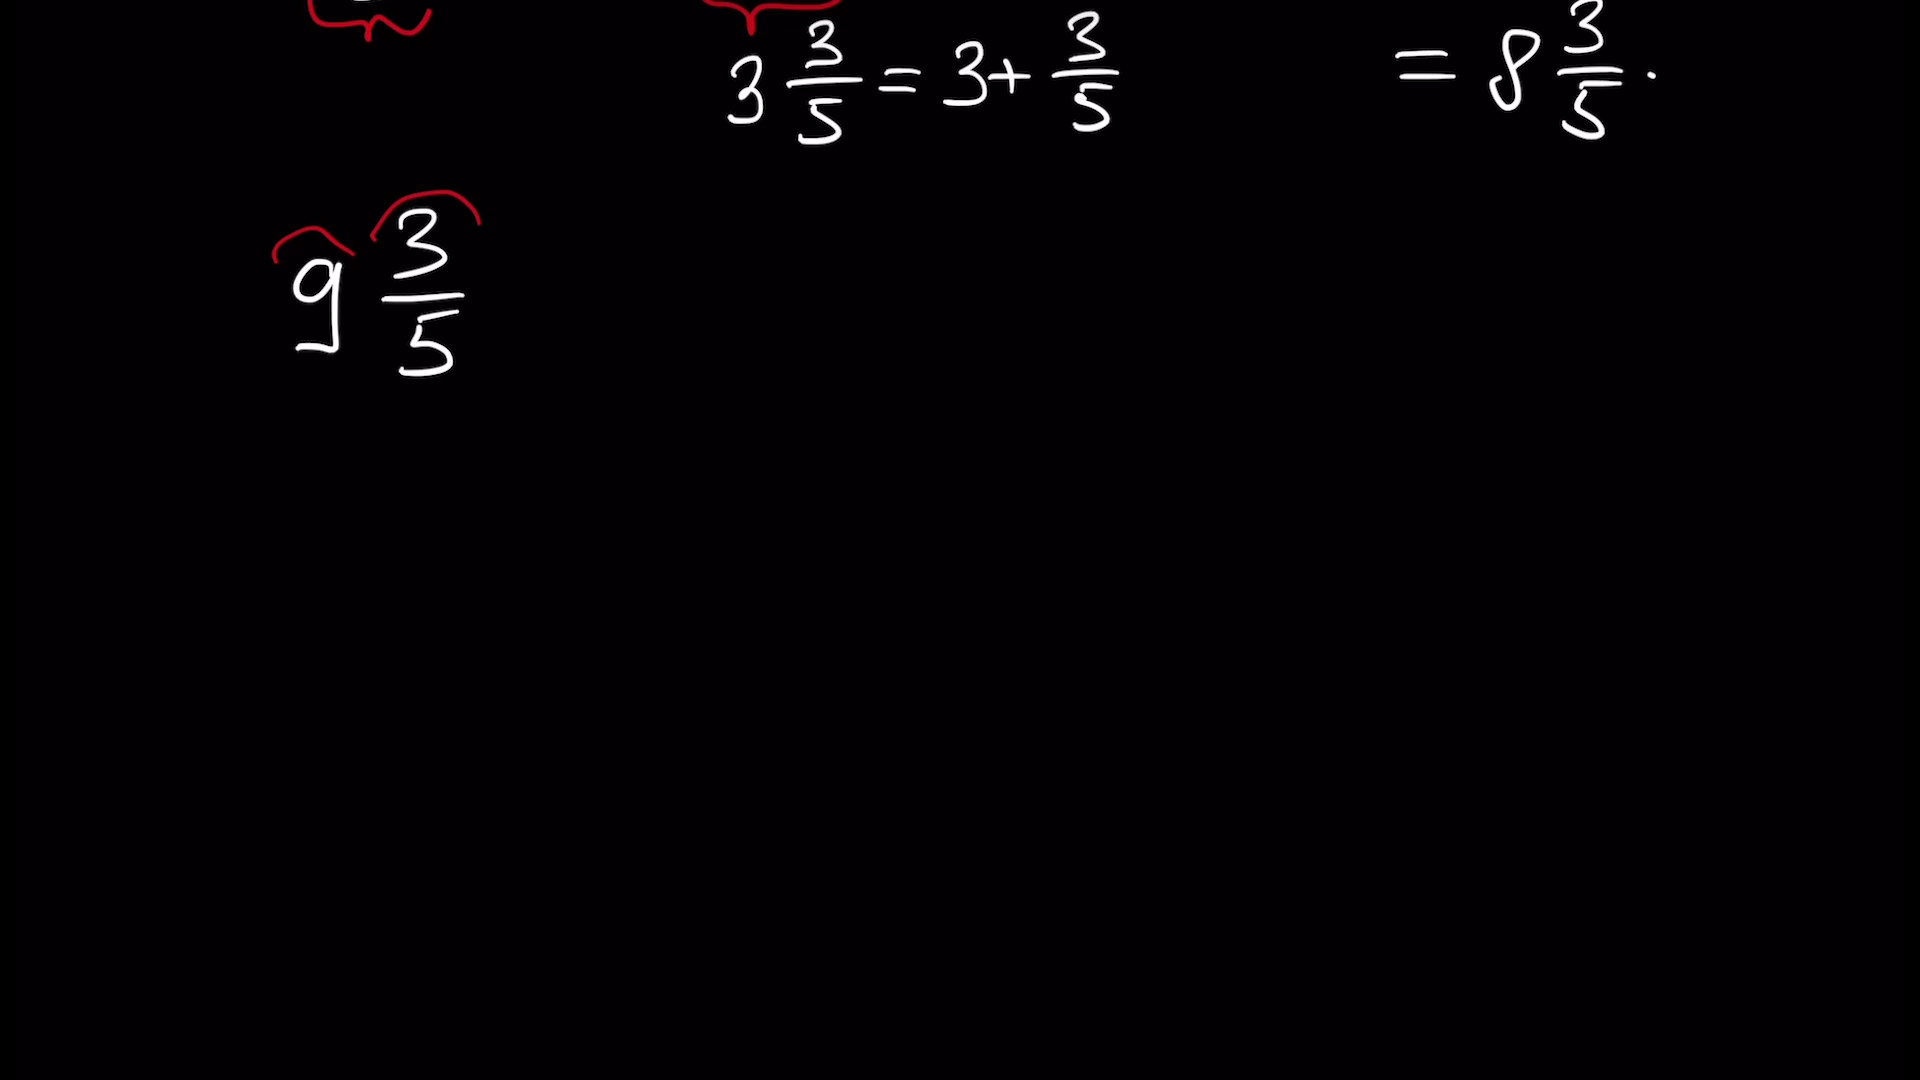 3 3/5 = 3 + 3/5 = 8 3/5.
9 3/5